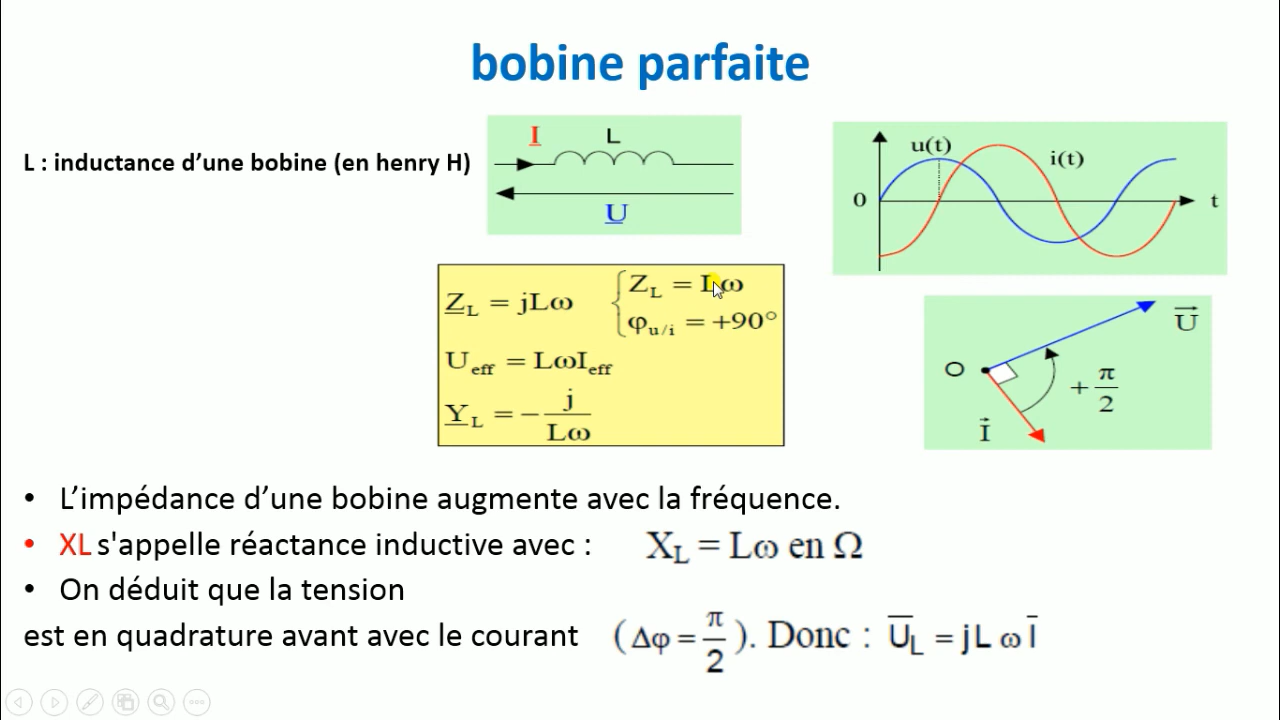 bobine parfaite
L : inductance d'une bobine (en henry H)
I L
U
u(t) i(t)
0 t
Z_L = jLω { Z_L = Lω
φ_u/i = +90°
U_eff = LωI_eff
Y_L = - j / Lω
O U
+ π / 2
I
• L'impédance d'une bobine augmente avec la fréquence.
• XL s'appelle réactance inductive avec : X_L = Lω en Ω
• On déduit que la tension
est en quadrature avant avec le courant (Δφ = π / 2). Donc : U_L = jLωI